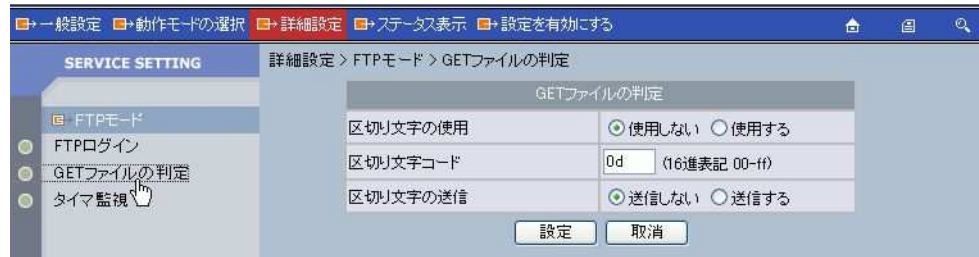 一般設定 動作モードの選択 詳細設定 ステータス表示 設定を有効にする
SERVICE SETTING
FTPモード
FTPログイン
GETファイルの判定
タイマ監視
詳細設定 > FTPモード > GETファイルの判定
GETファイルの判定
区切り文字の使用 使用しない 使用する
区切り文字コード 0d (16進表記 00-ff)
区切り文字の送信 送信しない 送信する
設定 取消